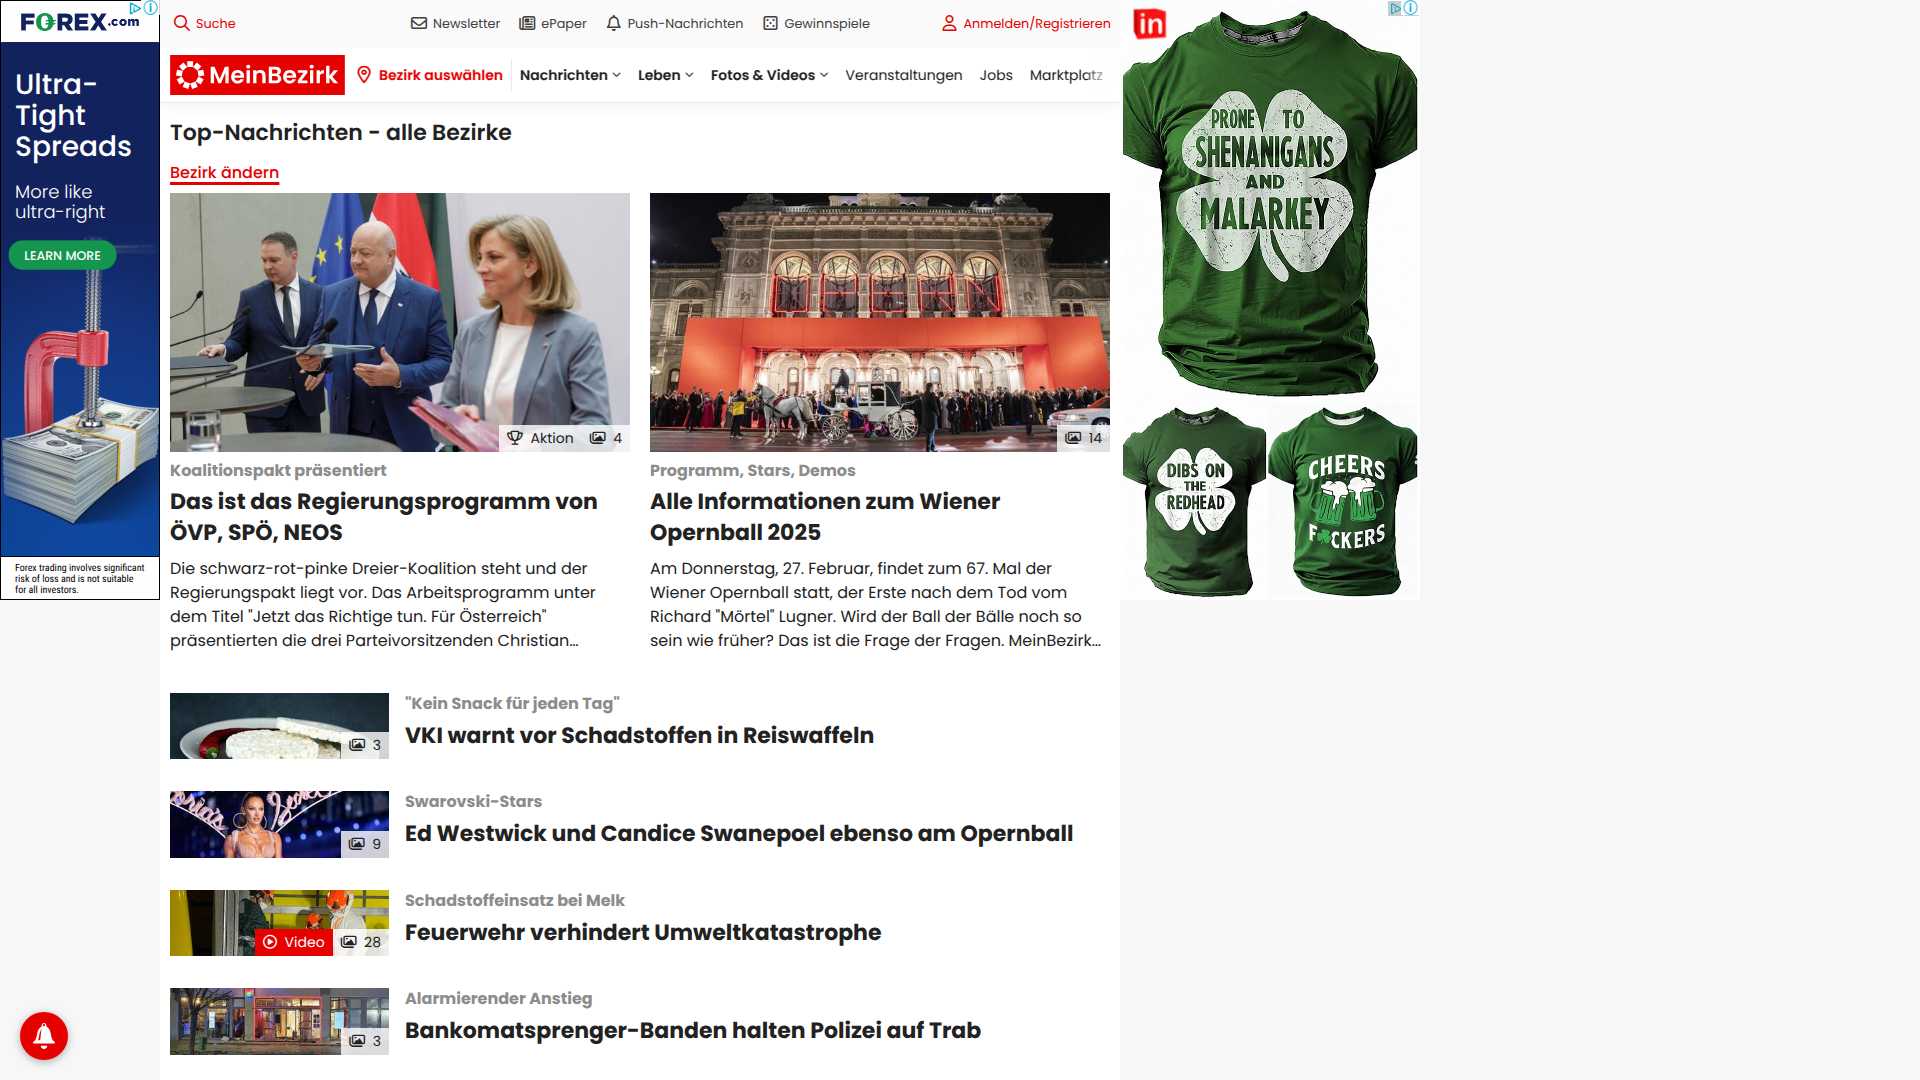 FOREX.com
Ultra-
Tight
Spreads
More like
ultra-right
LEARN MORE
Forex trading involves significant
risk of loss and is not suitable
for all investors.
Suche
Newsletter
ePaper
Push-Nachrichten
Gewinnspiele
Anmelden/Registrieren
MeinBezirk
Bezirk auswählen
Nachrichten
Leben
Fotos & Videos
Veranstaltungen
Jobs
Marktplatz
Top-Nachrichten - alle Bezirke
Bezirk ändern
Aktion 4
Koalitionspakt präsentiert
Das ist das Regierungsprogramm von
ÖVP, SPÖ, NEOS
Die schwarz-rot-pinke Dreier-Koalition steht und der
Regierungspakt liegt vor. Das Arbeitsprogramm unter
dem Titel "Jetzt das Richtige tun. Für Österreich"
präsentierten die drei Parteivorsitzenden Christian…
14
Programm, Stars, Demos
Alle Informationen zum Wiener
Opernball 2025
Am Donnerstag, 27. Februar, findet zum 67. Mal der
Wiener Opernball statt, der Erste nach dem Tod vom
Richard "Mörtel" Lugner. Wird der Ball der Bälle noch so
sein wie früher? Das ist die Frage der Fragen. MeinBezirk…
3
"Kein Snack für jeden Tag"
VKI warnt vor Schadstoffen in Reiswaffeln
9
Swarovski-Stars
Ed Westwick und Candice Swanepoel ebenso am Opernball
Video 28
Schadstoffeinsatz bei Melk
Feuerwehr verhindert Umweltkatastrophe
3
Alarmierender Anstieg
Bankomatsprenger-Banden halten Polizei auf Trab
in
PRONE TO
SHENANIGANS
AND
MALARKEY
DIBS ON
THE
REDHEAD
CHEERS
F☘CKERS